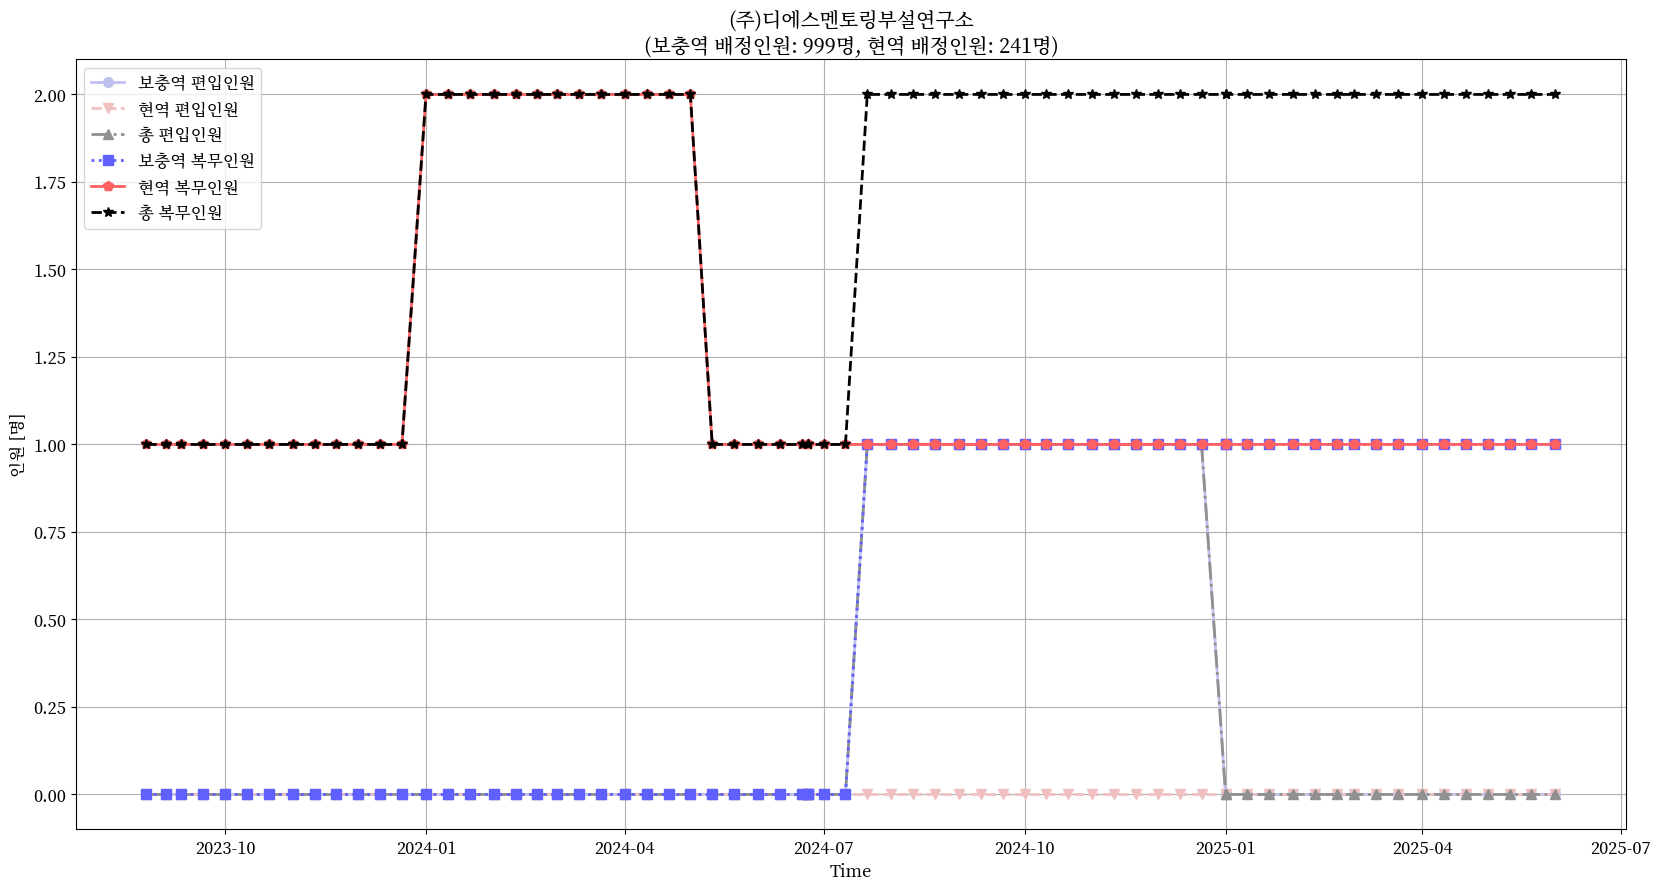 (주)디에스멘토링부설연구소
(보충역 배정인원: 999명, 현역 배정인원: 241명)
보충역 편입인원
현역 편입인원
총 편입인원
보충역 복무인원
현역 복무인원
총 복무인원
2.00
1.75
1.50
1.25
1.00
0.75
0.50
0.25
0.00
인원 [명]
2023-10
2024-01
2024-04
2024-07
2024-10
2025-01
2025-04
2025-07
Time